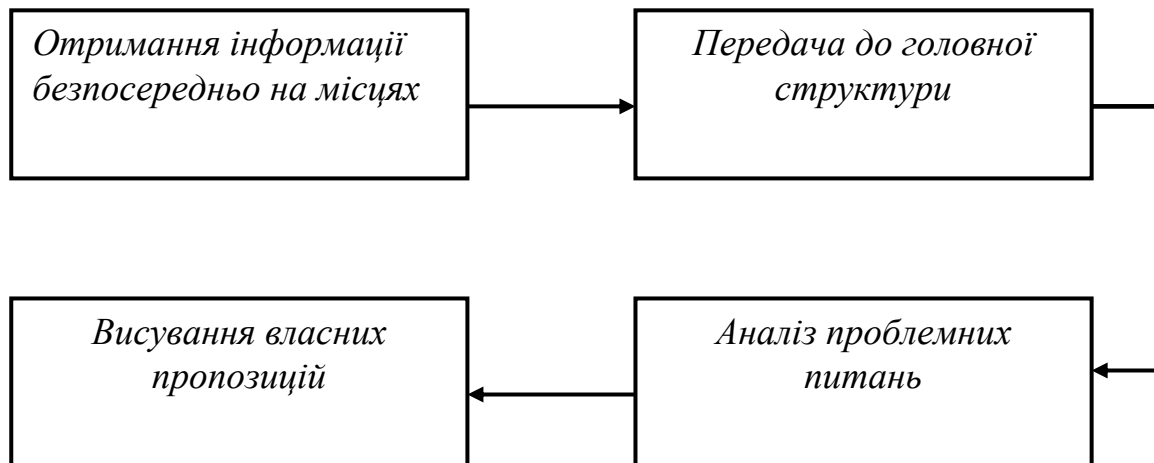 Отримання інформації
безпосередньо на місцях
Передача до головної
структури
Висування власних
пропозицій
Аналіз проблемних
питань